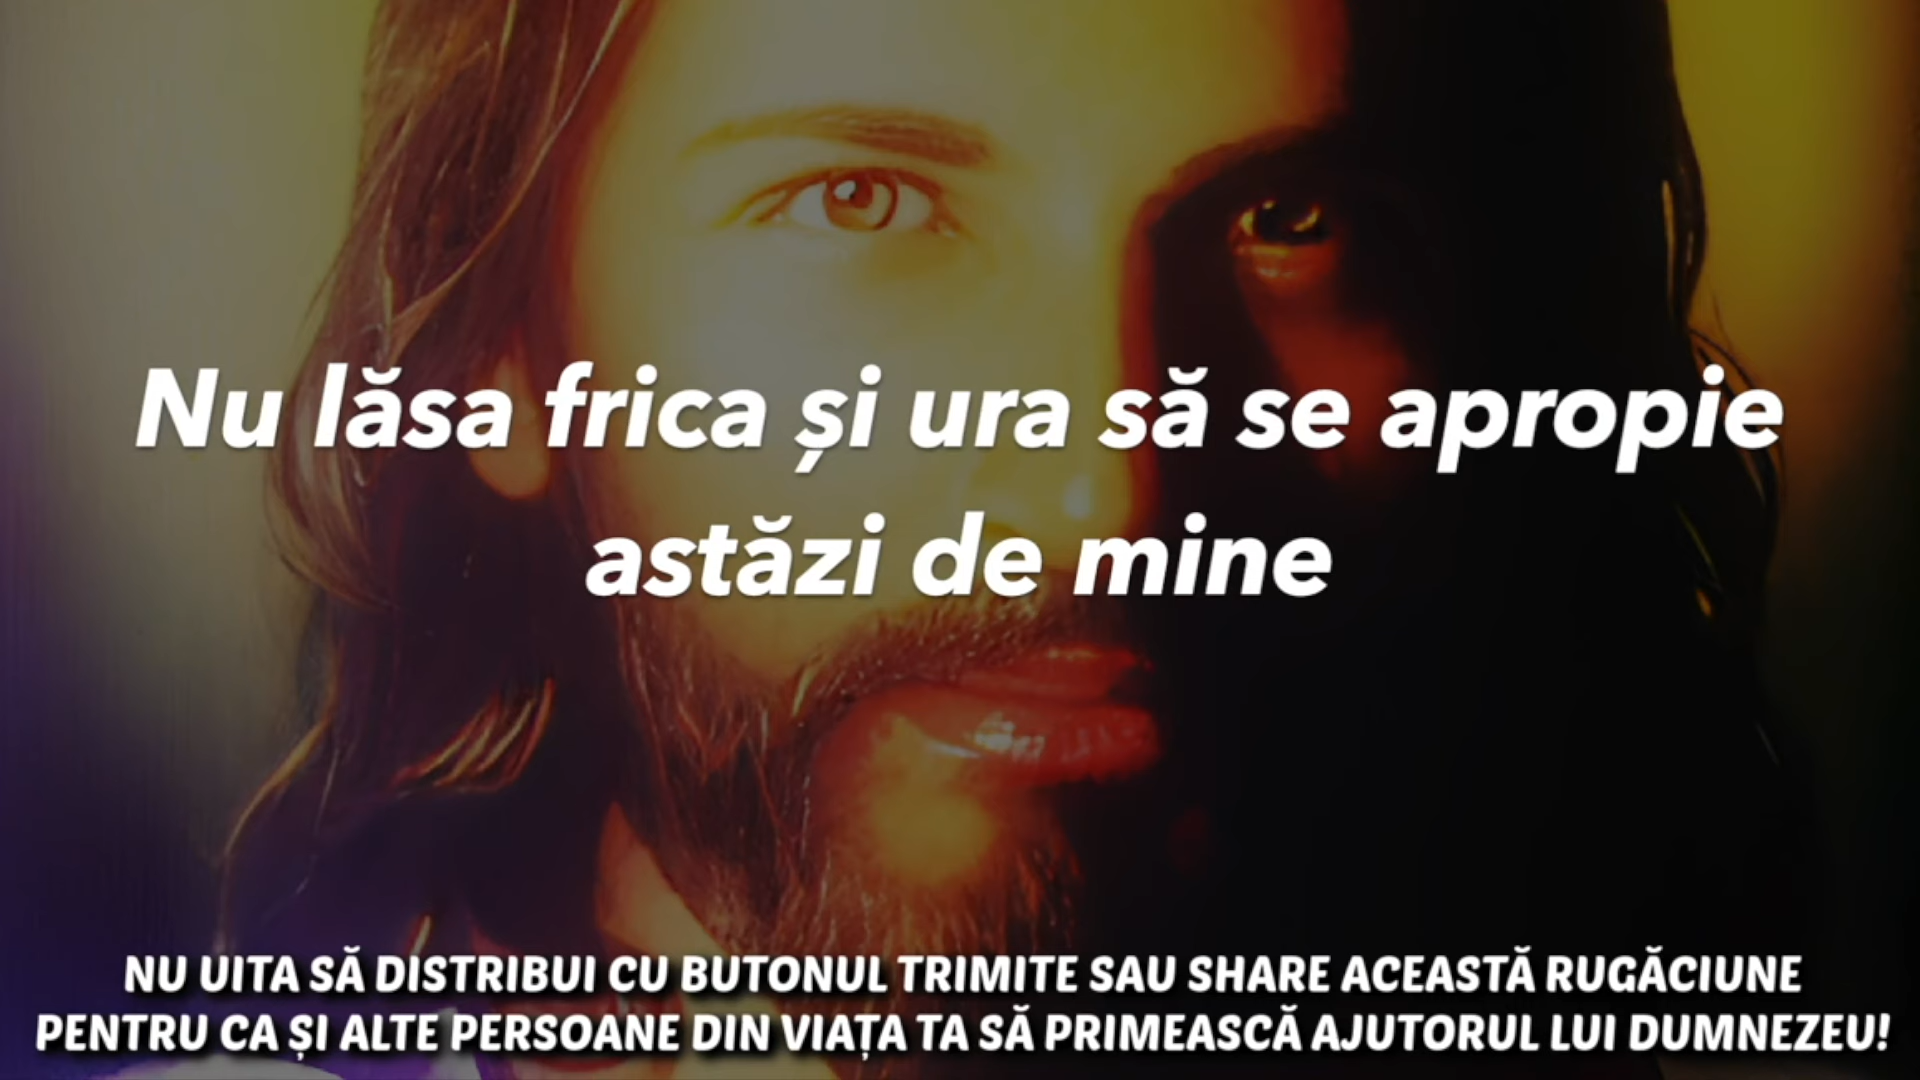 Nu lăsa frica și ura să se apropie
astăzi de mine
NU UITA SĂ DISTRIBUI CU BUTONUL TRIMITE SAU SHARE ACEASTĂ RUGĂCIUNE
PENTRU CA ȘI ALTE PERSOANE DIN VIAȚA TA SĂ PRIMEASCĂ AJUTORUL LUI DUMNEZEU!